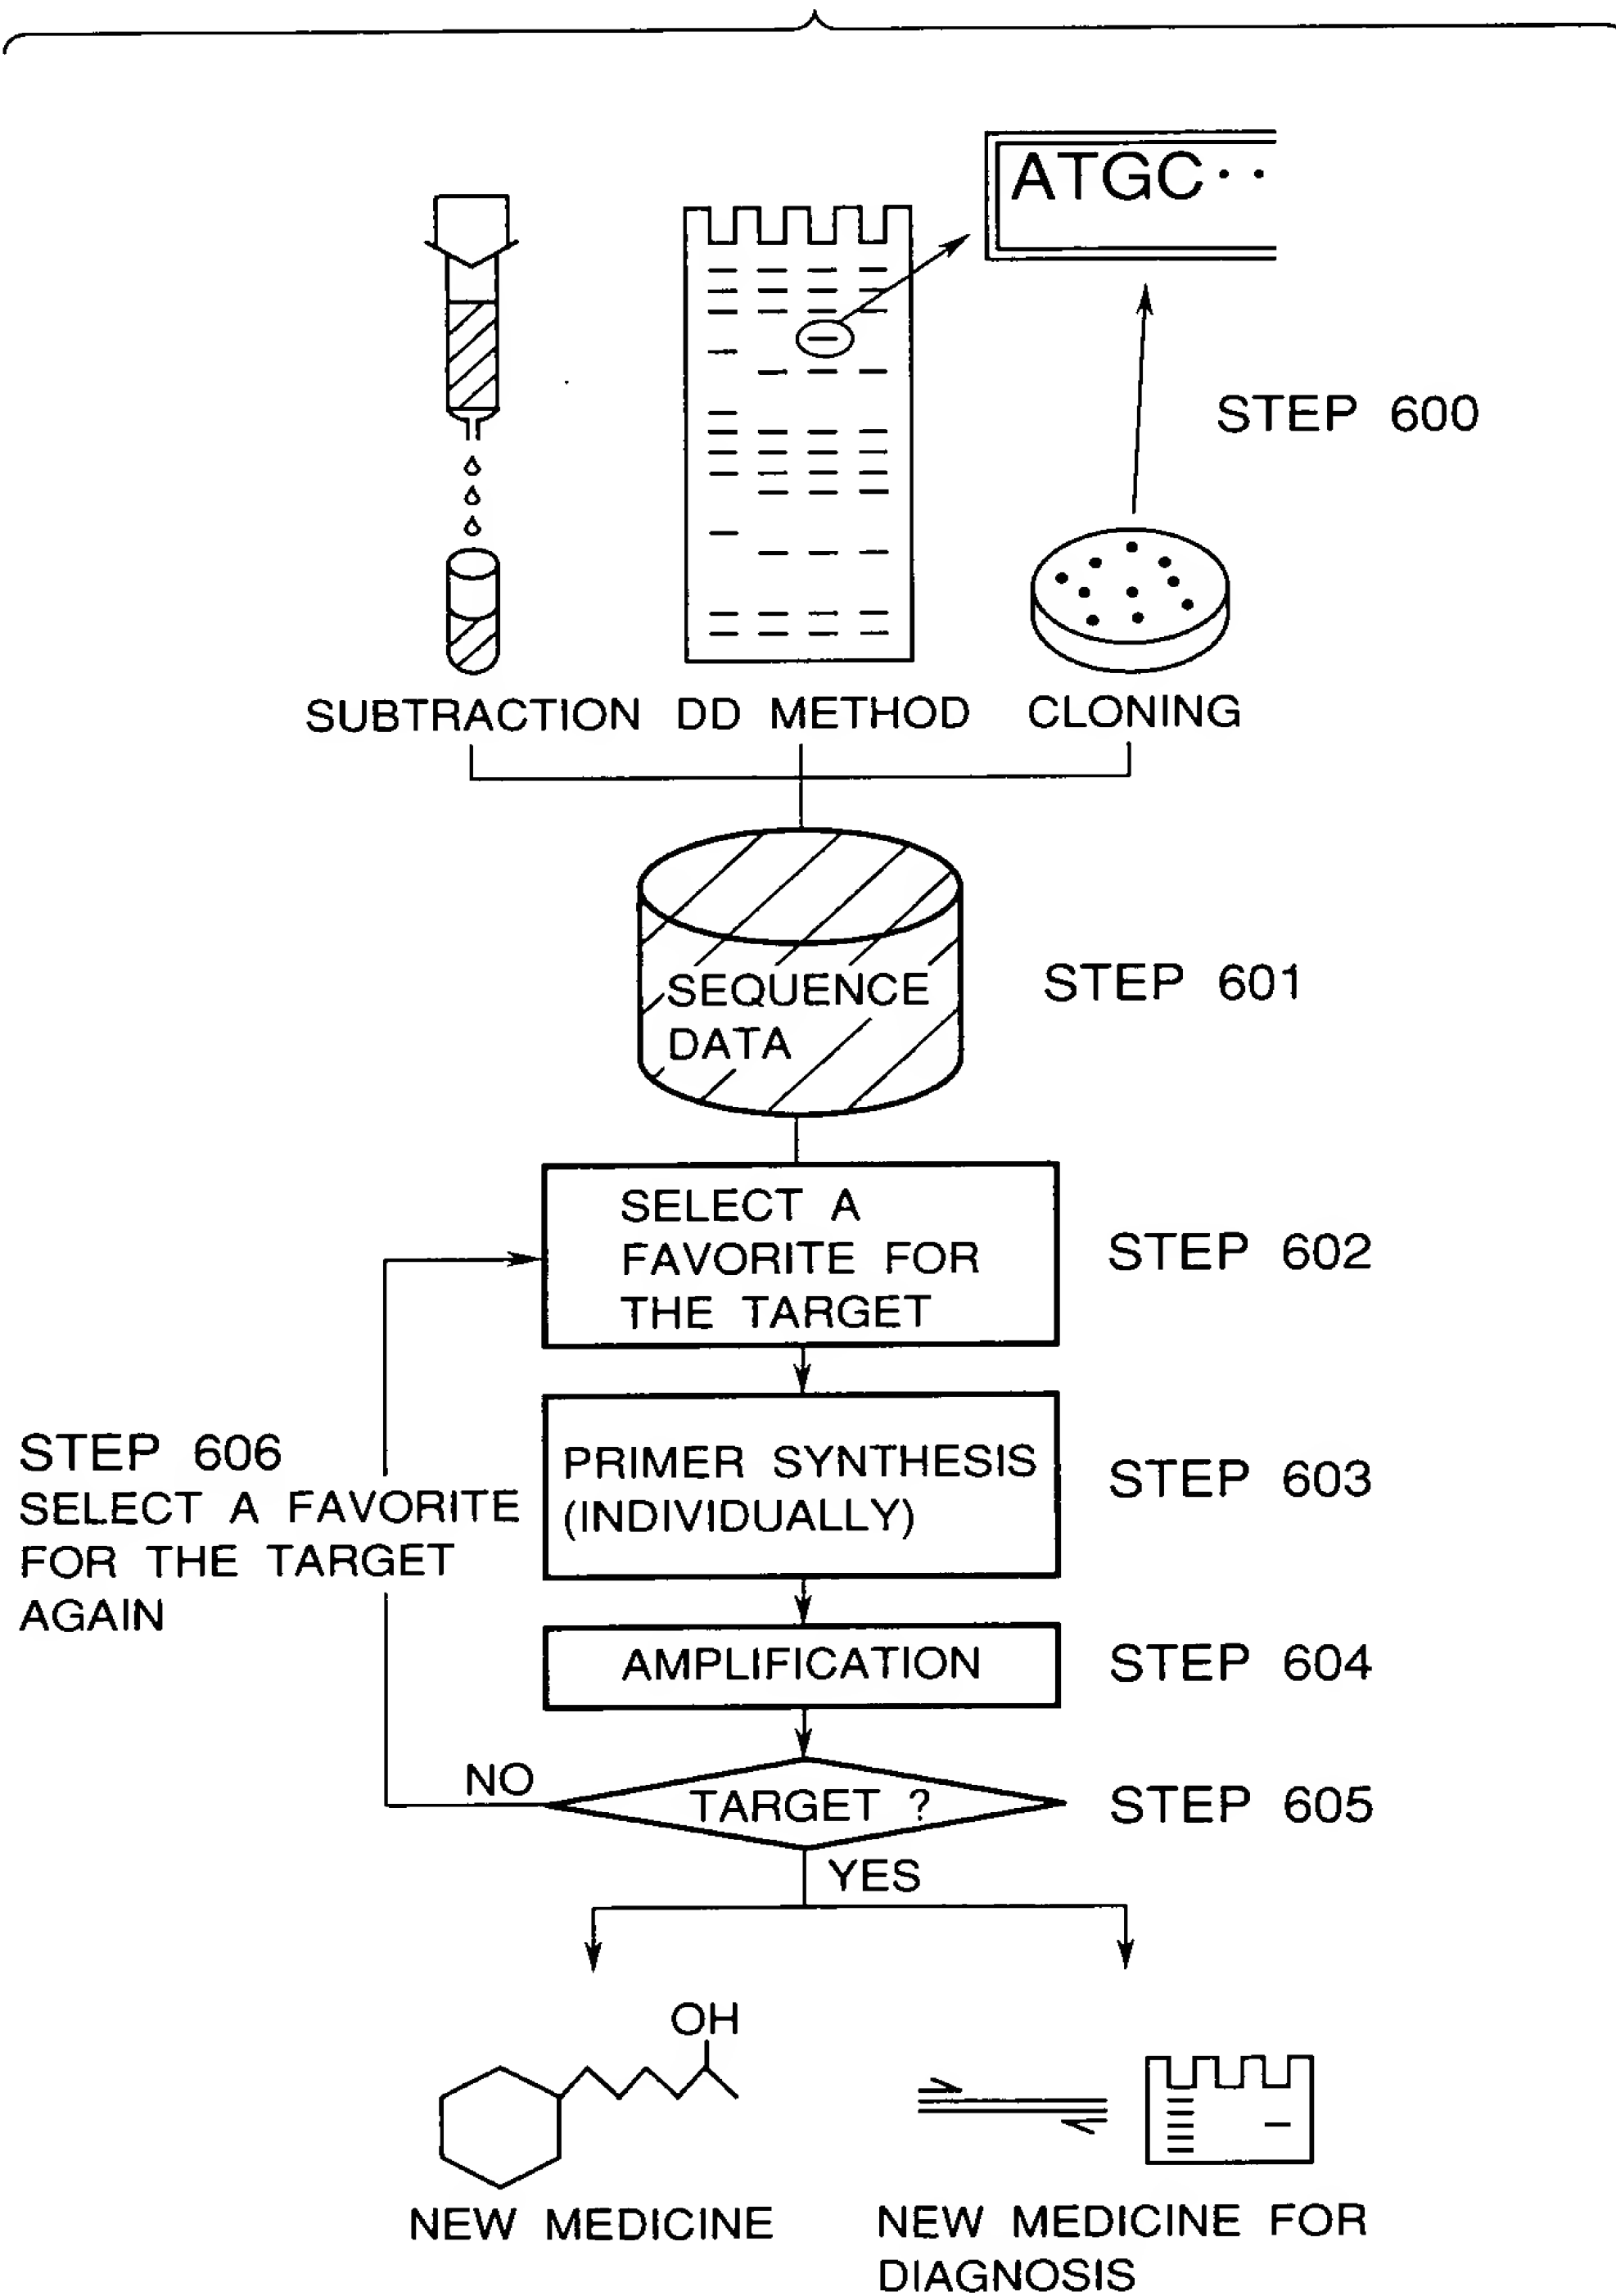 ATGC··
STEP 600
SUBTRACTION DD METHOD CLONING
SEQUENCE
DATA
STEP 601
SELECT A
FAVORITE FOR
THE TARGET
STEP 602
PRIMER SYNTHESIS
(INDIVIDUALLY)
STEP 603
STEP 606
SELECT A FAVORITE
FOR THE TARGET
AGAIN
AMPLIFICATION
STEP 604
NO
TARGET ?
STEP 605
YES
OH
NEW MEDICINE
NEW MEDICINE FOR
DIAGNOSIS